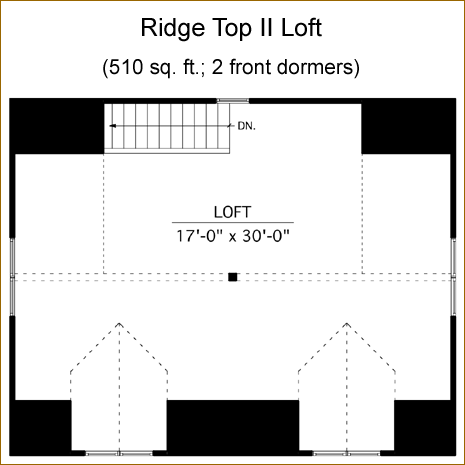 Ridge Top II Loft
(510 sq. ft.; 2 front dormers)
DN.
LOFT
17'-0" x 30'-0"